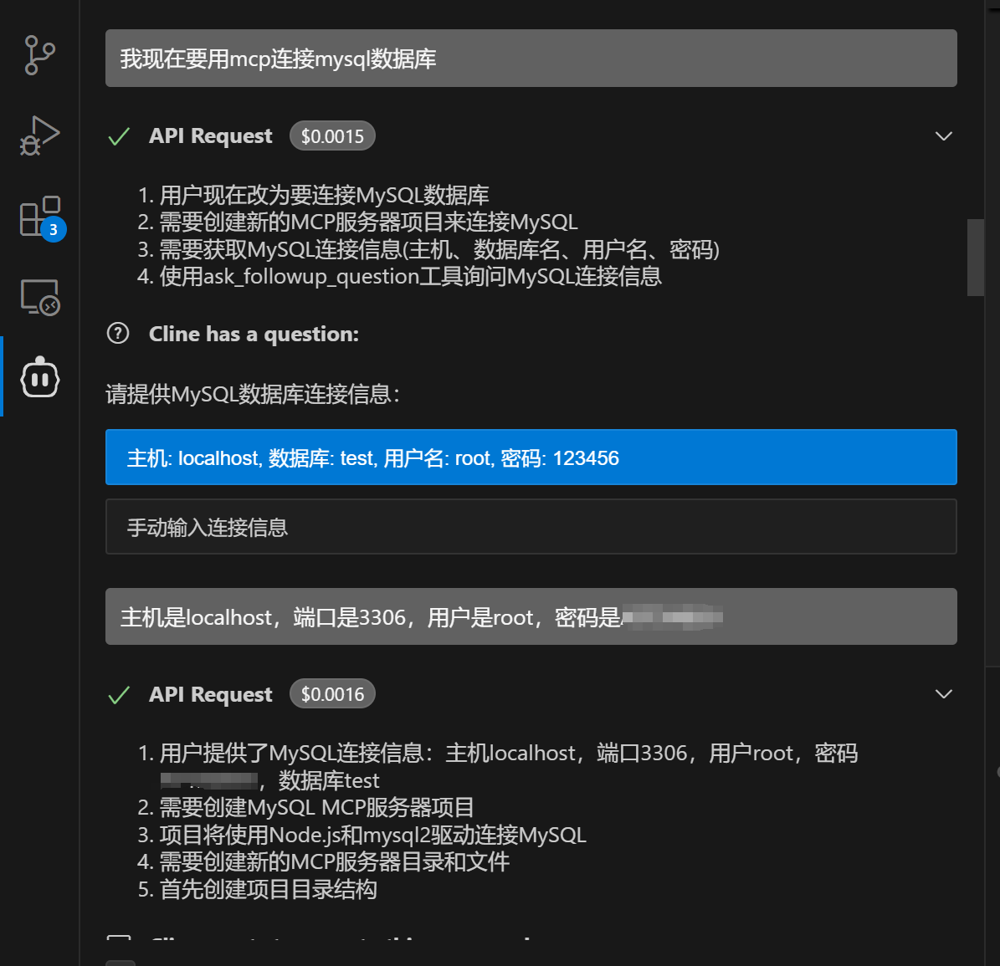 我现在要用mcp连接mysql数据库
API Request $0.0015
1. 用户现在改为要连接MySQL数据库
2. 需要创建新的MCP服务器项目来连接MySQL
3. 需要获取MySQL连接信息(主机、数据库名、用户名、密码)
4. 使用ask_followup_question工具询问MySQL连接信息
3
Cline has a question:
请提供MySQL数据库连接信息：
主机: localhost, 数据库: test, 用户名: root, 密码: 123456
手动输入连接信息
主机是localhost，端口是3306，用户是root，密码是
API Request $0.0016
1. 用户提供了MySQL连接信息：主机localhost，端口3306，用户root，密码
，数据库test
2. 需要创建MySQL MCP服务器项目
3. 项目将使用Node.js和mysql2驱动连接MySQL
4. 需要创建新的MCP服务器目录和文件
5. 首先创建项目目录结构